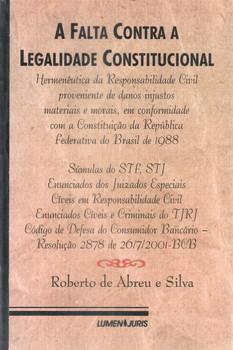 A FALTA CONTRA A
LEGALIDADE CONSTITUCIONAL
Hermenêutica da Responsabilidade Civil
proveniente de danos injustos
materiais e morais, em conformidade
com a Constituição da República
Federativa do Brasil de 1988
Súmulas do STF, STJ
Enunciados dos Juizados Especiais
Cíveis em Responsabilidade Civil
Enunciados Cíveis e Criminais do TJRJ
Código de Defesa do Consumidor Bancário –
Resolução 2878 de 26/7/2001-BCB
Roberto de Abreu e Silva
LUMEN JURIS